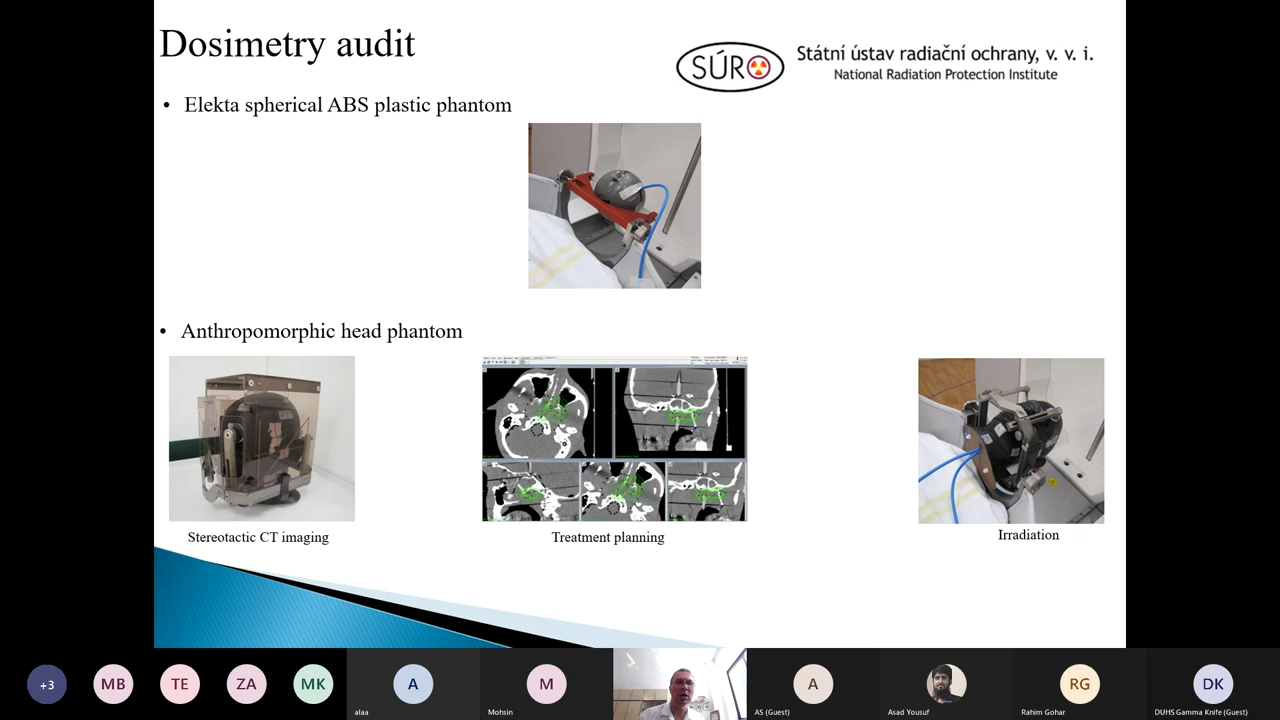 Dosimetry audit
SÚRO
Státní ústav radiační ochrany, v. v. i.
National Radiation Protection Institute
• Elekta spherical ABS plastic phantom
• Anthropomorphic head phantom
Stereotactic CT imaging
Treatment planning
Irradiation
+3
MB
TE
ZA
MK
A
alaa
M
Mohsin
A
AS (Guest)
Asad Yousuf
RG
Rahim Gohar
DK
DUHS Gamma Knife (Guest)